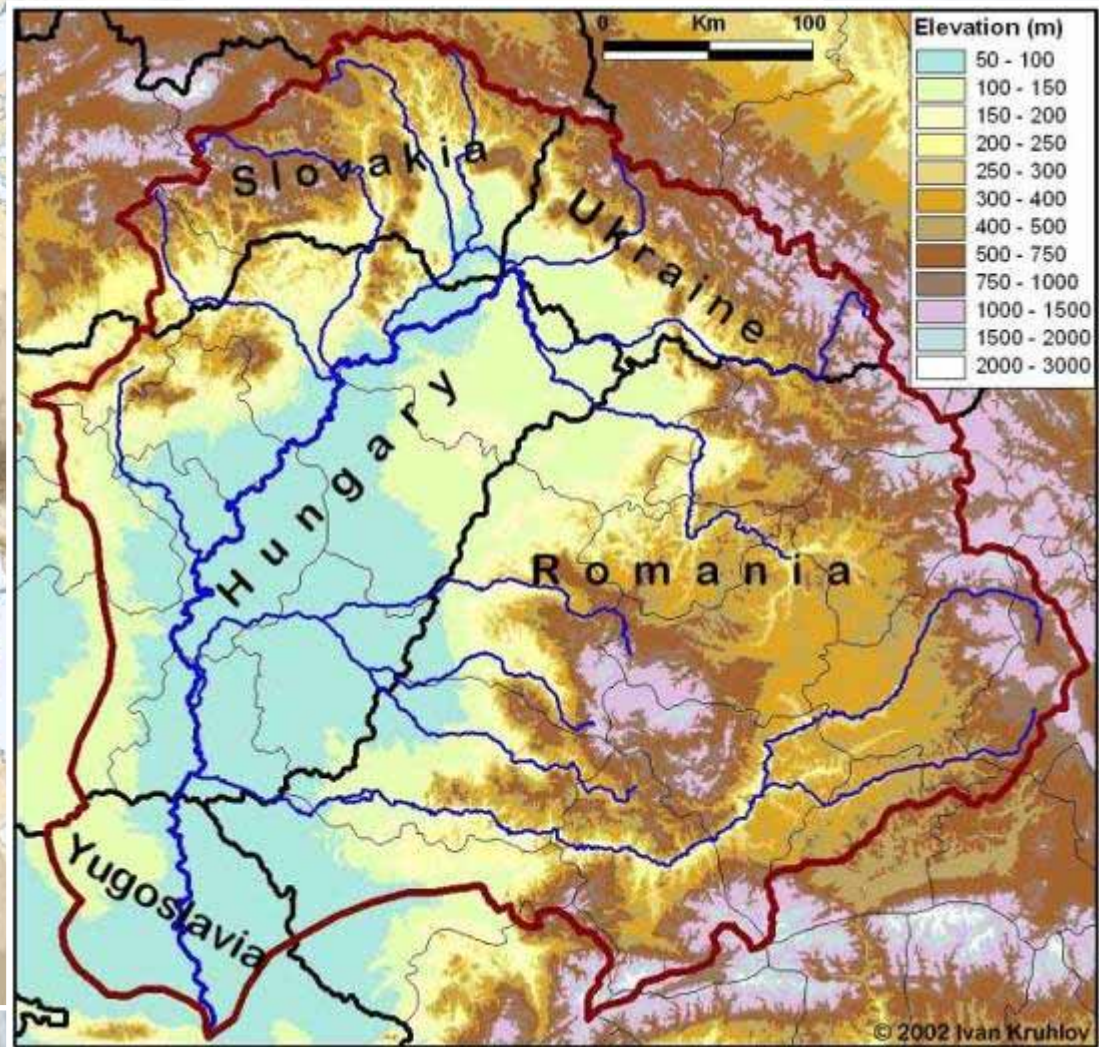 0 Km 100
Elevation (m)
50 - 100
100 - 150
150 - 200
200 - 250
250 - 300
300 - 400
400 - 500
500 - 750
750 - 1000
1000 - 1500
1500 - 2000
2000 - 3000
Slovakia
Ukraine
Hungary
Romania
Yugoslavia
© 2002 Ivan Kruhlov